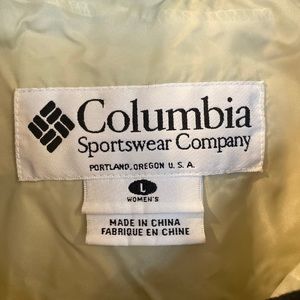 Columbia
Sportswear Company
PORTLAND, OREGON U.S.A.
L
WOMEN'S
MADE IN CHINA
FABRIQUE EN CHINE